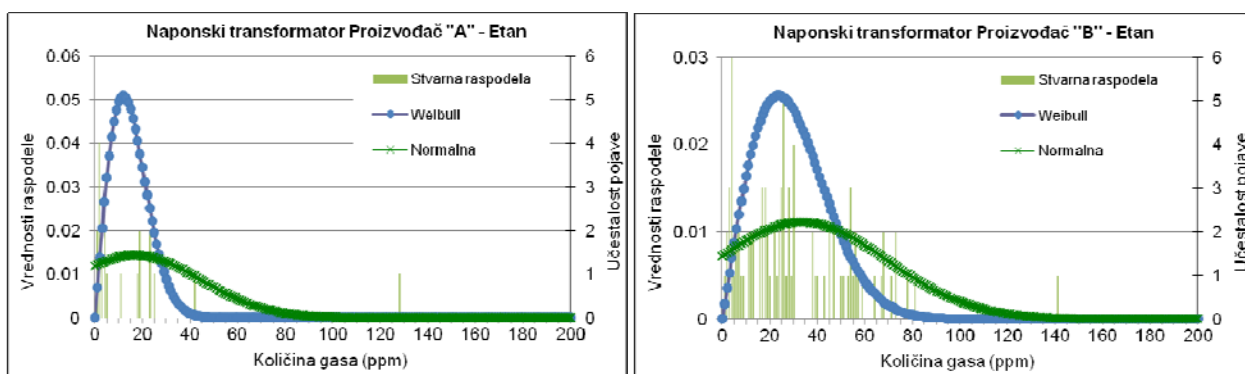 Naponski transformator Proizvođač "A" - Etan
0.06
0.05
0.04
0.03
0.02
0.01
0
Vrednosti raspodele
6
5
4
3
2
1
0
Učestalost pojave
Stvarna raspodela
Weibull
Normalna
0 20 40 60 80 100 120 140 160 180 200
Količina gasa (ppm)
Naponski transformator Proizvođač "B" - Etan
0.03
0.02
0.01
0
Vrednosti raspodele
6
5
4
3
2
1
0
Učestalost pojave
Stvarna raspodela
Weibull
Normalna
0 20 40 60 80 100 120 140 160 180 200
Količina gasa (ppm)